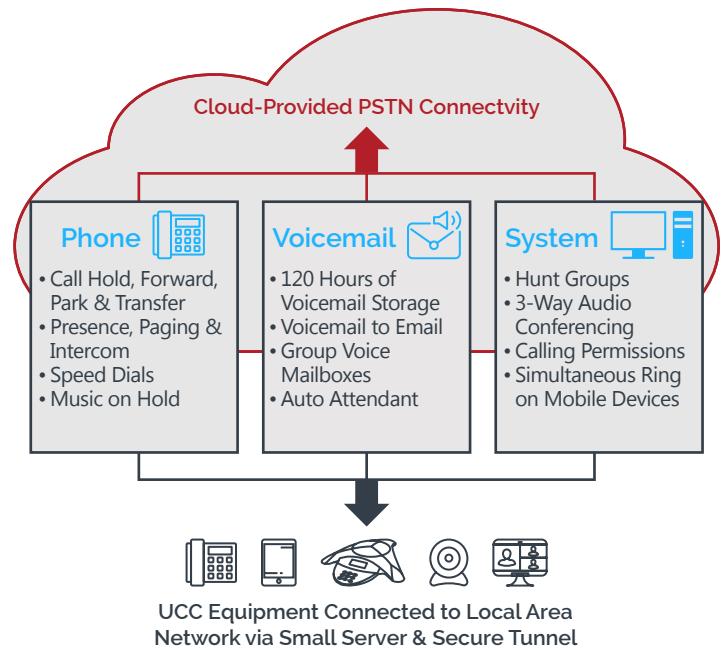 Cloud-Provided PSTN Connectvity
Phone
• Call Hold, Forward,
Park & Transfer
• Presence, Paging &
Intercom
• Speed Dials
• Music on Hold
Voicemail
• 120 Hours of
Voicemail Storage
• Voicemail to Email
• Group Voice
Mailboxes
• Auto Attendant
System
• Hunt Groups
• 3-Way Audio
Conferencing
• Calling Permissions
• Simultaneous Ring
on Mobile Devices
UCC Equipment Connected to Local Area
Network via Small Server & Secure Tunnel